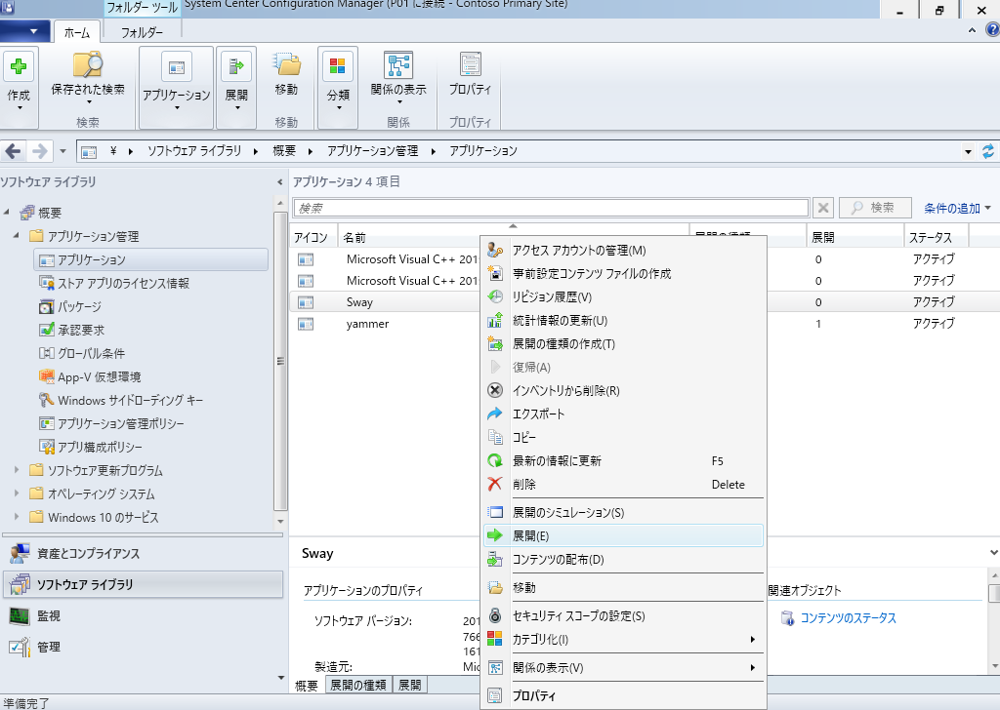 フォルダー ツール
System Center Configuration Manager (P01 に接続 - Contoso Primary Site)
ホーム
フォルダー
作成
保存された検索
アプリケーション
展開
移動
分類
関係の表示
プロパティ
検索
移動
関係
プロパティ
¥ ソフトウェア ライブラリ 概要 アプリケーション管理 アプリケーション
ソフトウェア ライブラリ
概要
アプリケーション管理
アプリケーション
ストア アプリのライセンス情報
パッケージ
承認要求
グローバル条件
App-V 仮想環境
Windows サイドローディング キー
アプリケーション管理ポリシー
アプリ構成ポリシー
ソフトウェア更新プログラム
オペレーティング システム
Windows 10 のサービス
資産とコンプライアンス
ソフトウェア ライブラリ
監視
管理
準備完了
アプリケーション 4 項目
検索
検索
条件の追加
アイコン 名前 展開 ステータス
Microsoft Visual C++ 201 0 アクティブ
Microsoft Visual C++ 201 0 アクティブ
Sway 0 アクティブ
yammer 1 アクティブ
アクセス アカウントの管理(M)
事前設定コンテンツ ファイルの作成
リビジョン履歴(V)
統計情報の更新(U)
展開の種類の作成(T)
復帰(A)
インベントリから削除(R)
エクスポート
コピー
最新の情報に更新 F5
削除 Delete
展開のシミュレーション(S)
展開(E)
コンテンツの配布(D)
移動
セキュリティ スコープの設定(S)
カテゴリ化(I)
関係の表示(V)
プロパティ
Sway
アプリケーションのプロパティ
ソフトウェア バージョン: 201
766
161
製造元: Mic
概要 展開の種類 展開
関連オブジェクト
コンテンツのステータス